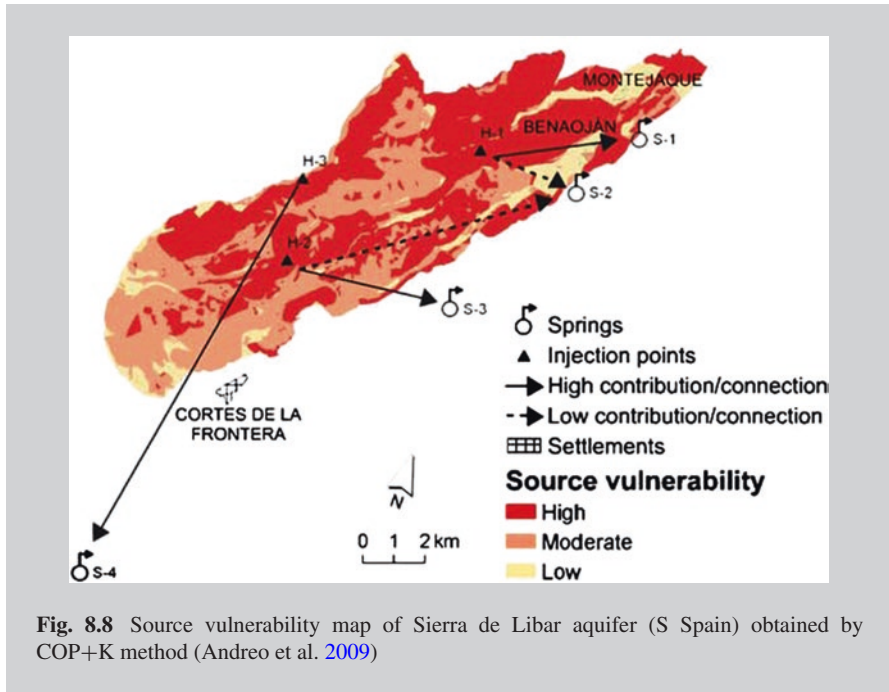 MONTEJAQUE
H-1
BENAOJÁN
S-1
H-3
S-2
H-2
S-3
Springs
Injection points
High contribution/connection
Low contribution/connection
Settlements
CORTES DE LA
FRONTERA
Source vulnerability
High
Moderate
Low
N
0 1 2 km
S-4
Fig. 8.8 Source vulnerability map of Sierra de Libar aquifer (S Spain) obtained by
COP+K method (Andreo et al. 2009)